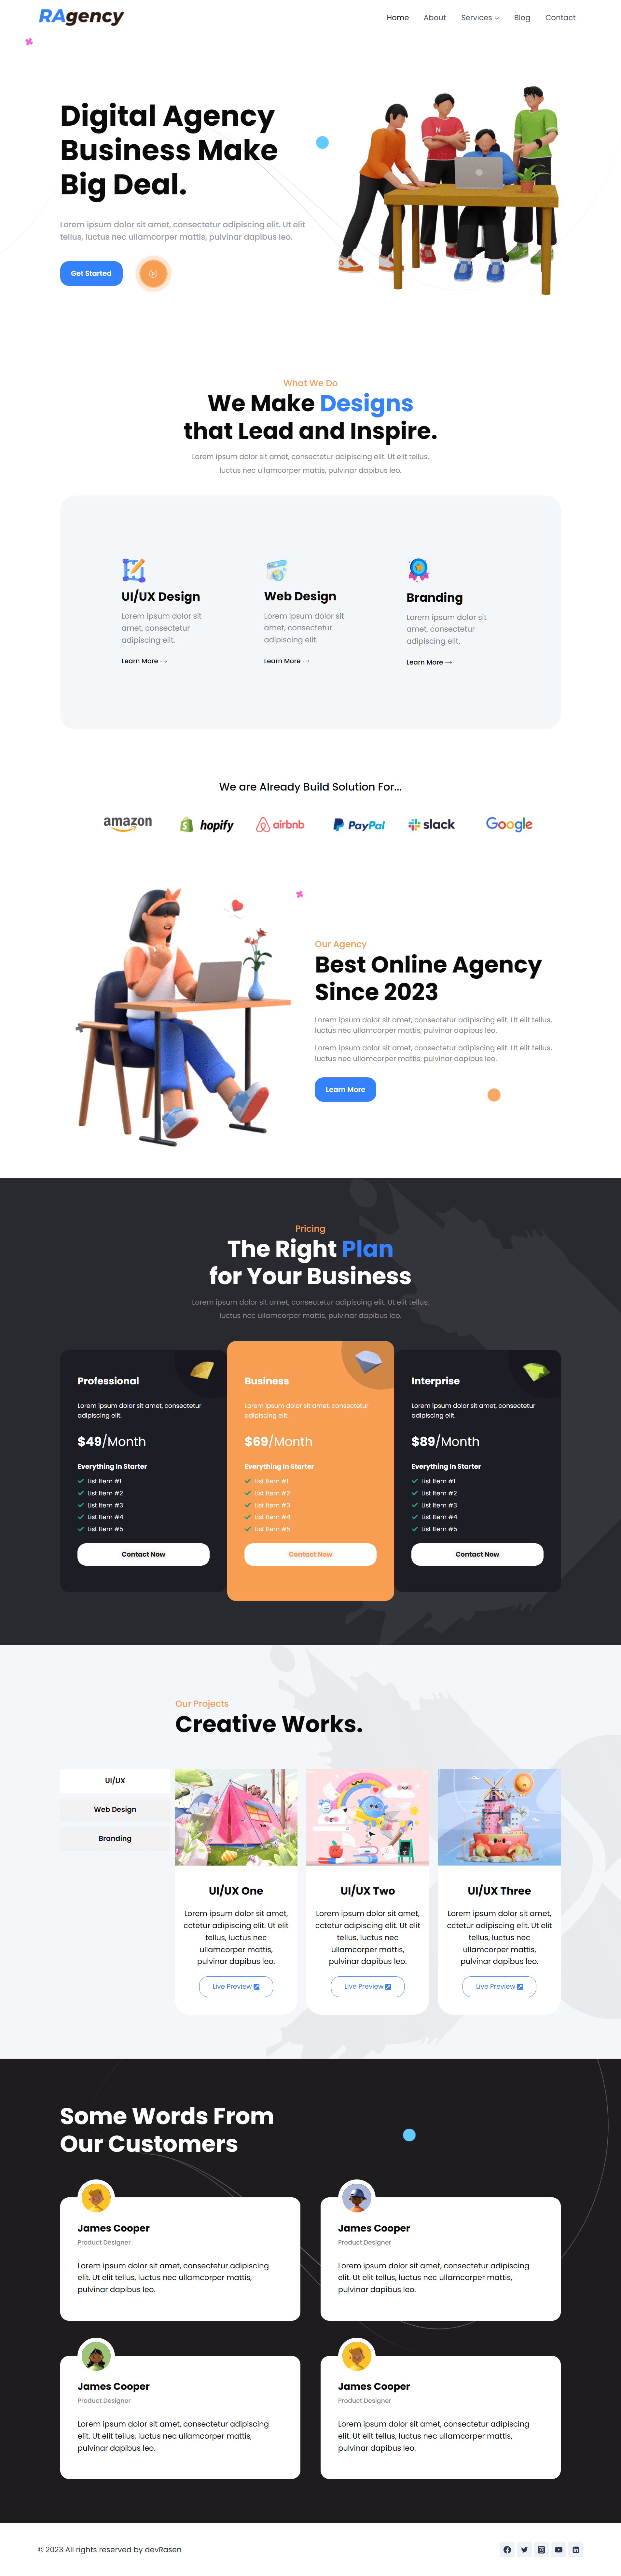 RAgency
Home About Services Blog Contact
Digital Agency
Business Make
Big Deal.
Lorem ipsum dolor sit amet, consectetur adipiscing elit. Ut elit
tellus, luctus nec ullamcorper mattis, pulvinar dapibus leo.
Get Started
What We Do
We Make Designs
that Lead and Inspire.
Lorem ipsum dolor sit amet, consectetur adipiscing elit. Ut elit tellus,
luctus nec ullamcorper mattis, pulvinar dapibus leo.
UI/UX Design
Lorem ipsum dolor sit
amet, consectetur
adipiscing elit.
Learn More
Web Design
Lorem ipsum dolor sit
amet, consectetur
adipiscing elit.
Learn More
Branding
Lorem ipsum dolor sit
amet, consectetur
adipiscing elit.
Learn More
We are Already Build Solution For...
amazon hopify airbnb PayPal slack Google
Our Agency
Best Online Agency
Since 2023
Lorem ipsum dolor sit amet, consectetur adipiscing elit. Ut elit tellus,
luctus nec ullamcorper mattis, pulvinar dapibus leo.
Lorem ipsum dolor sit amet, consectetur adipiscing elit. Ut elit tellus,
luctus nec ullamcorper mattis, pulvinar dapibus leo.
Learn More
Pricing
The Right Plan
for Your Business
Lorem ipsum dolor sit amet, consectetur adipiscing elit. Ut elit tellus,
luctus nec ullamcorper mattis, pulvinar dapibus leo.
Professional
Lorem ipsum dolor sit amet, consectetur
adipiscing elit.
$49/Month
Everything In Starter
List Item #1
List Item #2
List Item #3
List Item #4
List Item #5
Contact Now
Business
Lorem ipsum dolor sit amet, consectetur
adipiscing elit.
$69/Month
Everything In Starter
List Item #1
List Item #2
List Item #3
List Item #4
List Item #5
Contact Now
Interprise
Lorem ipsum dolor sit amet, consectetur
adipiscing elit.
$89/Month
Everything In Starter
List Item #1
List Item #2
List Item #3
List Item #4
List Item #5
Contact Now
Our Projects
Creative Works.
UI/UX
Web Design
Branding
UI/UX One
Lorem ipsum dolor sit amet,
cctetur adipiscing elit. Ut elit
tellus, luctus nec
ullamcorper mattis,
pulvinar dapibus leo.
Live Preview
UI/UX Two
Lorem ipsum dolor sit amet,
cctetur adipiscing elit. Ut elit
tellus, luctus nec
ullamcorper mattis,
pulvinar dapibus leo.
Live Preview
UI/UX Three
Lorem ipsum dolor sit amet,
cctetur adipiscing elit. Ut elit
tellus, luctus nec
ullamcorper mattis,
pulvinar dapibus leo.
Live Preview
Some Words From
Our Customers
James Cooper
Product Designer
Lorem ipsum dolor sit amet, consectetur adipiscing
elit. Ut elit tellus, luctus nec ullamcorper mattis,
pulvinar dapibus leo.
James Cooper
Product Designer
Lorem ipsum dolor sit amet, consectetur adipiscing
elit. Ut elit tellus, luctus nec ullamcorper mattis,
pulvinar dapibus leo.
James Cooper
Product Designer
Lorem ipsum dolor sit amet, consectetur adipiscing
elit. Ut elit tellus, luctus nec ullamcorper mattis,
pulvinar dapibus leo.
James Cooper
Product Designer
Lorem ipsum dolor sit amet, consectetur adipiscing
elit. Ut elit tellus, luctus nec ullamcorper mattis,
pulvinar dapibus leo.
© 2023 All rights reserved by devRasen